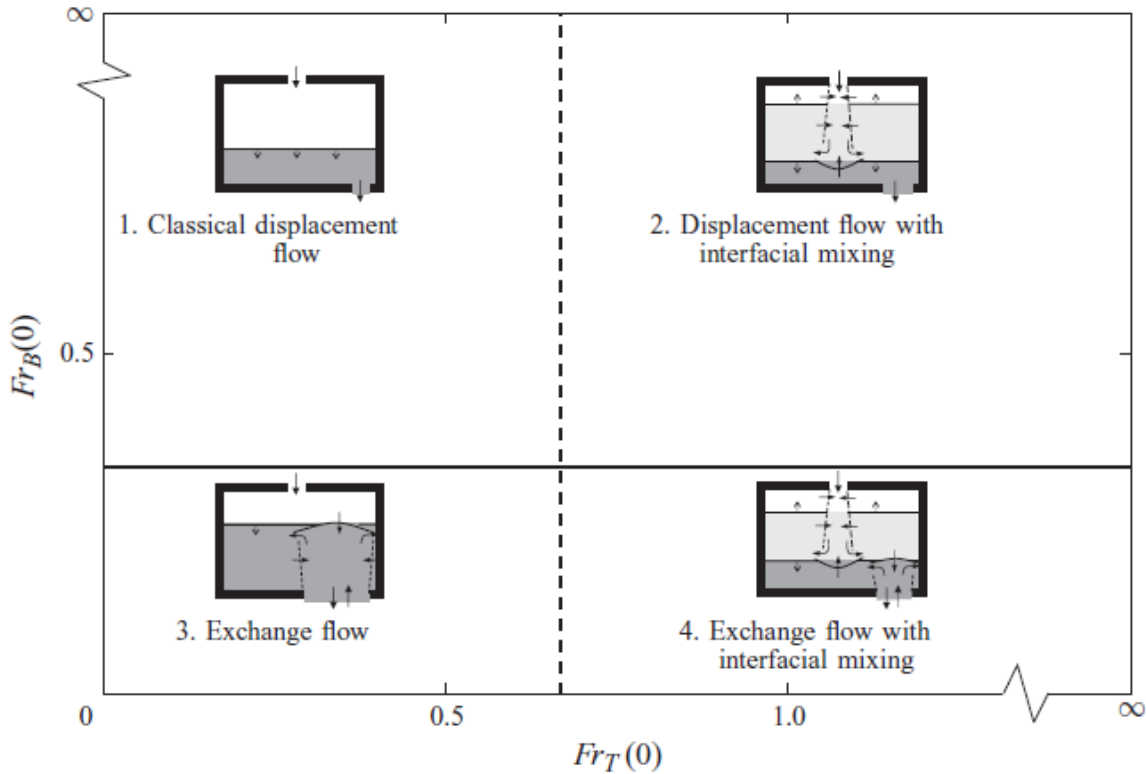 ∞
1. Classical displacement
flow
2. Displacement flow with
interfacial mixing
Fr_B(0)
0.5
3. Exchange flow
4. Exchange flow with
interfacial mixing
0
0.5
1.0
∞
Fr_T(0)